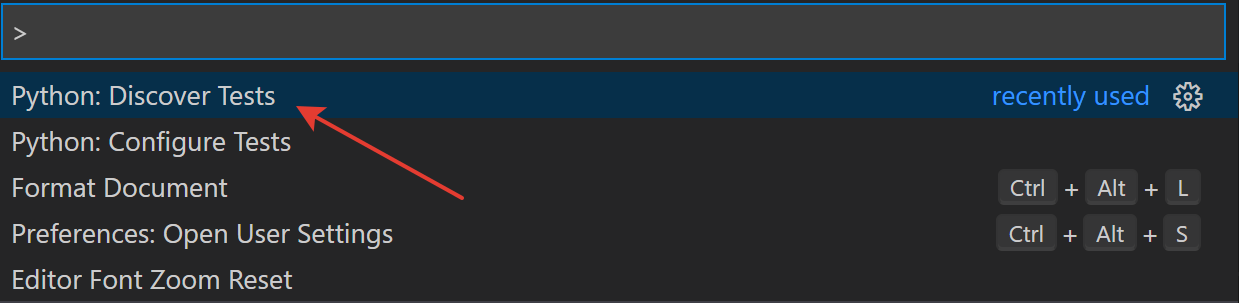 >
Python: Discover Tests recently used
Python: Configure Tests
Format Document Ctrl + Alt + L
Preferences: Open User Settings Ctrl + Alt + S
Editor Font Zoom Reset